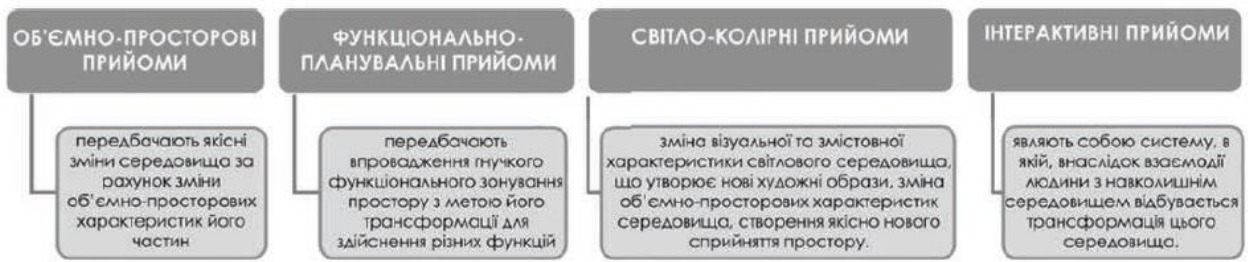 ОБ'ЄМНО-ПРОСТОРОВІ
ПРИЙОМИ
передбачають якісні
зміни середовища за
рахунок зміни
об'ємно-просторових
характеристик його
частин
ФУНКЦІОНАЛЬНО-
ПЛАНУВАЛЬНІ ПРИЙОМИ
передбачають
впровадження гнучкого
функціонального зонування
простору з метою його
трансформації для
здійснення різних функцій
СВІТЛО-КОЛІРНІ ПРИЙОМИ
зміна візуальної та змістовної
характеристики світлового середовища,
що утворює нові художні образи, зміна
об'ємно-просторових характеристик
середовища, створення якісно нового
сприйняття простору.
ІНТЕРАКТИВНІ ПРИЙОМИ
являють собою систему, в
якій, внаслідок взаємодії
людини з навколишнім
середовищем відбувається
трансформація цього
середовища.